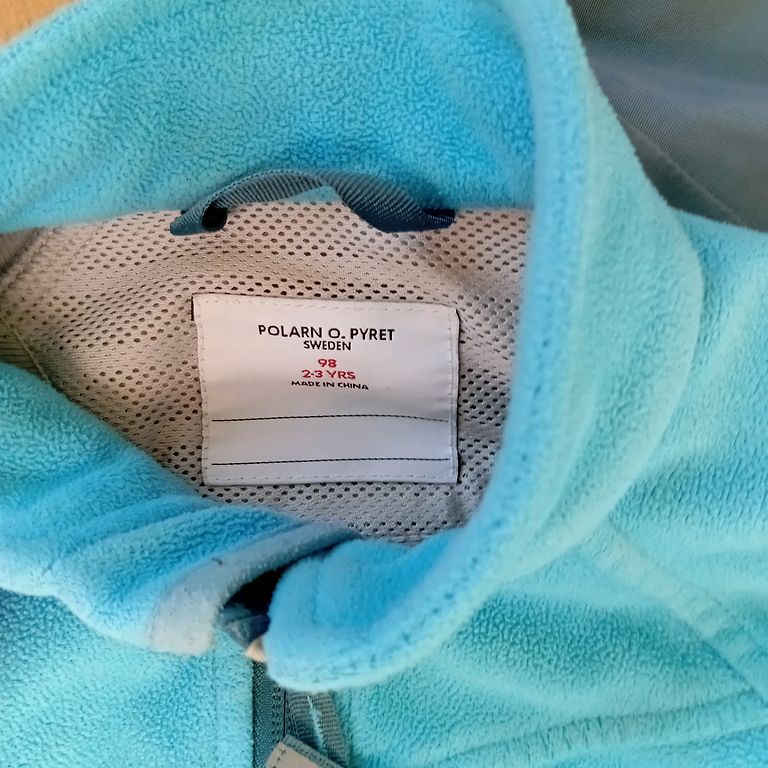 POLARN O. PYRET
SWEDEN
98
2-3 YRS
MADE IN CHINA